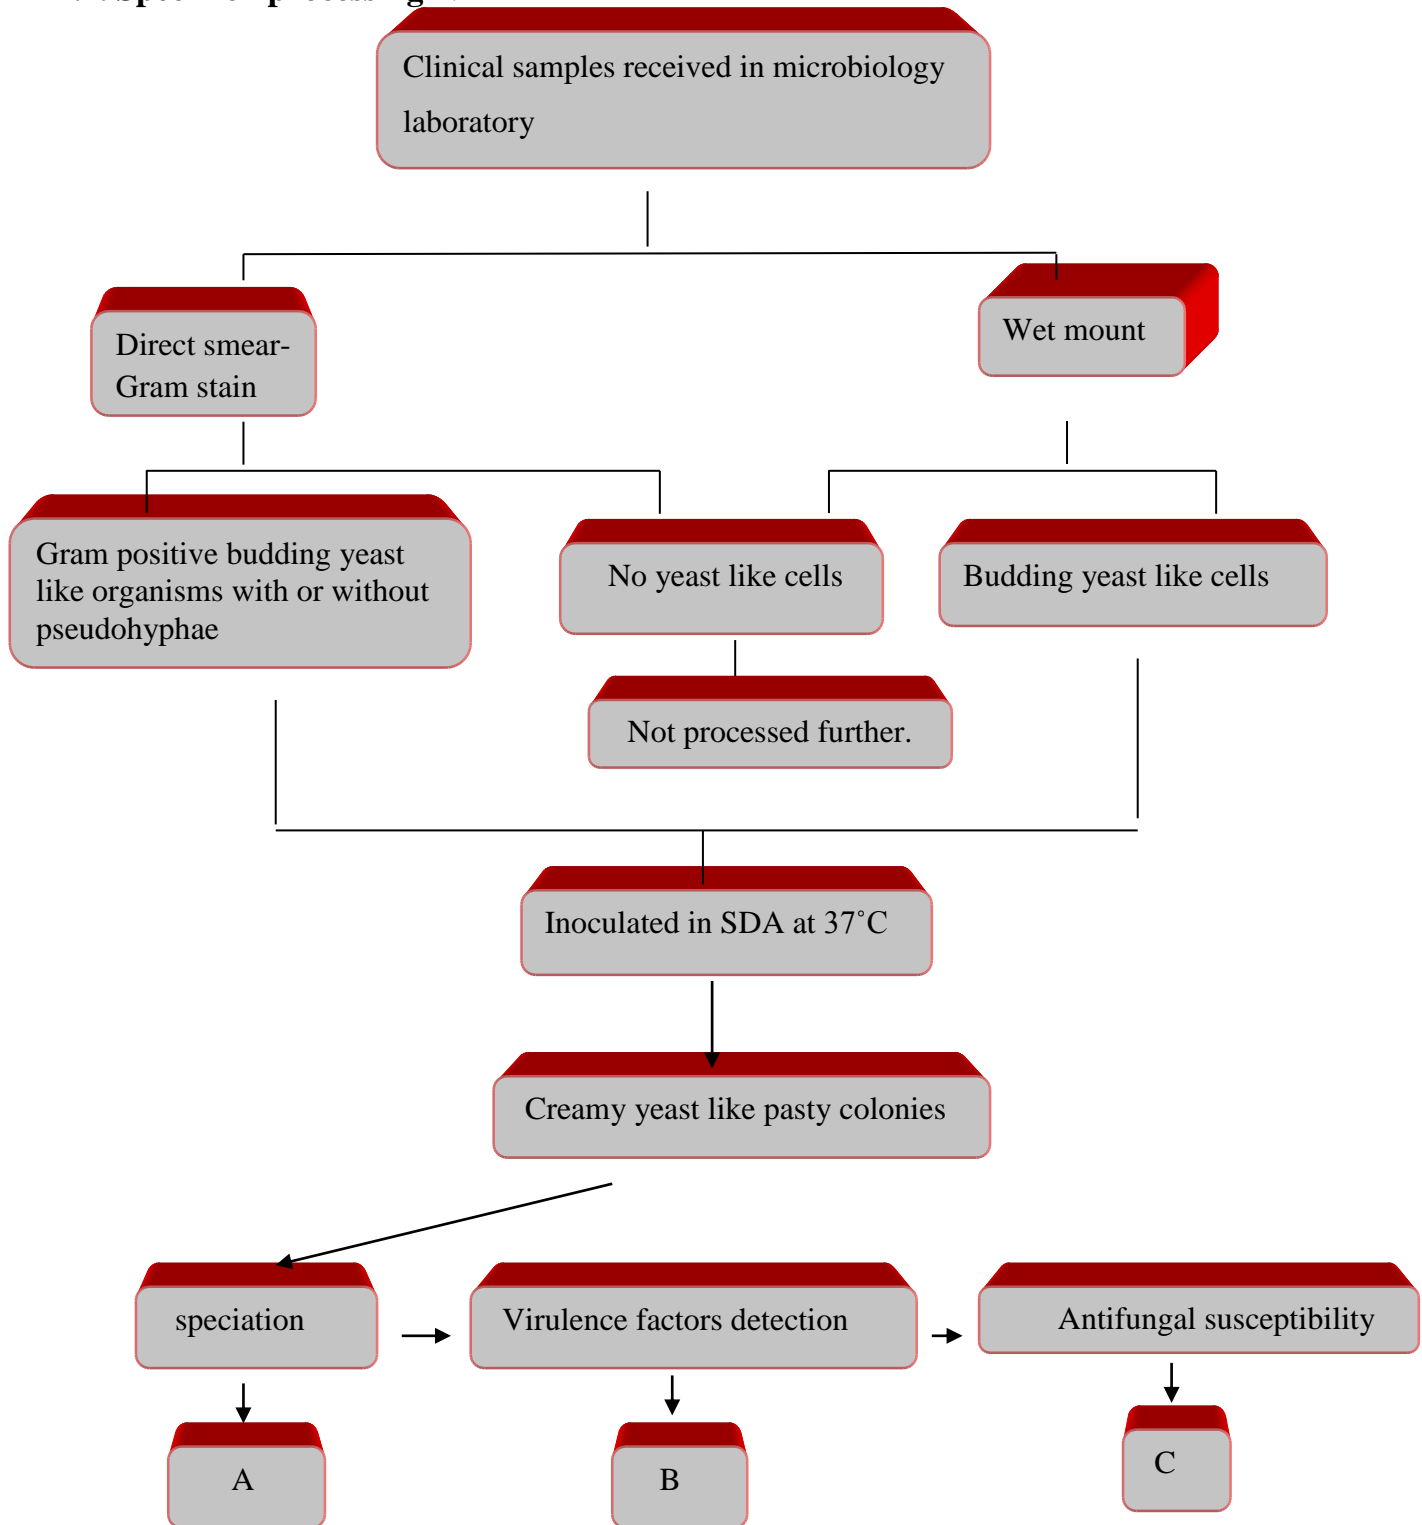 Clinical samples received in microbiology
laboratory
Direct smear-
Gram stain
Wet mount
Gram positive budding yeast
like organisms with or without
pseudohyphae
No yeast like cells
Budding yeast like cells
Not processed further.
Inoculated in SDA at 37˚C
Creamy yeast like pasty colonies
speciation
Virulence factors detection
Antifungal susceptibility
A
B
C